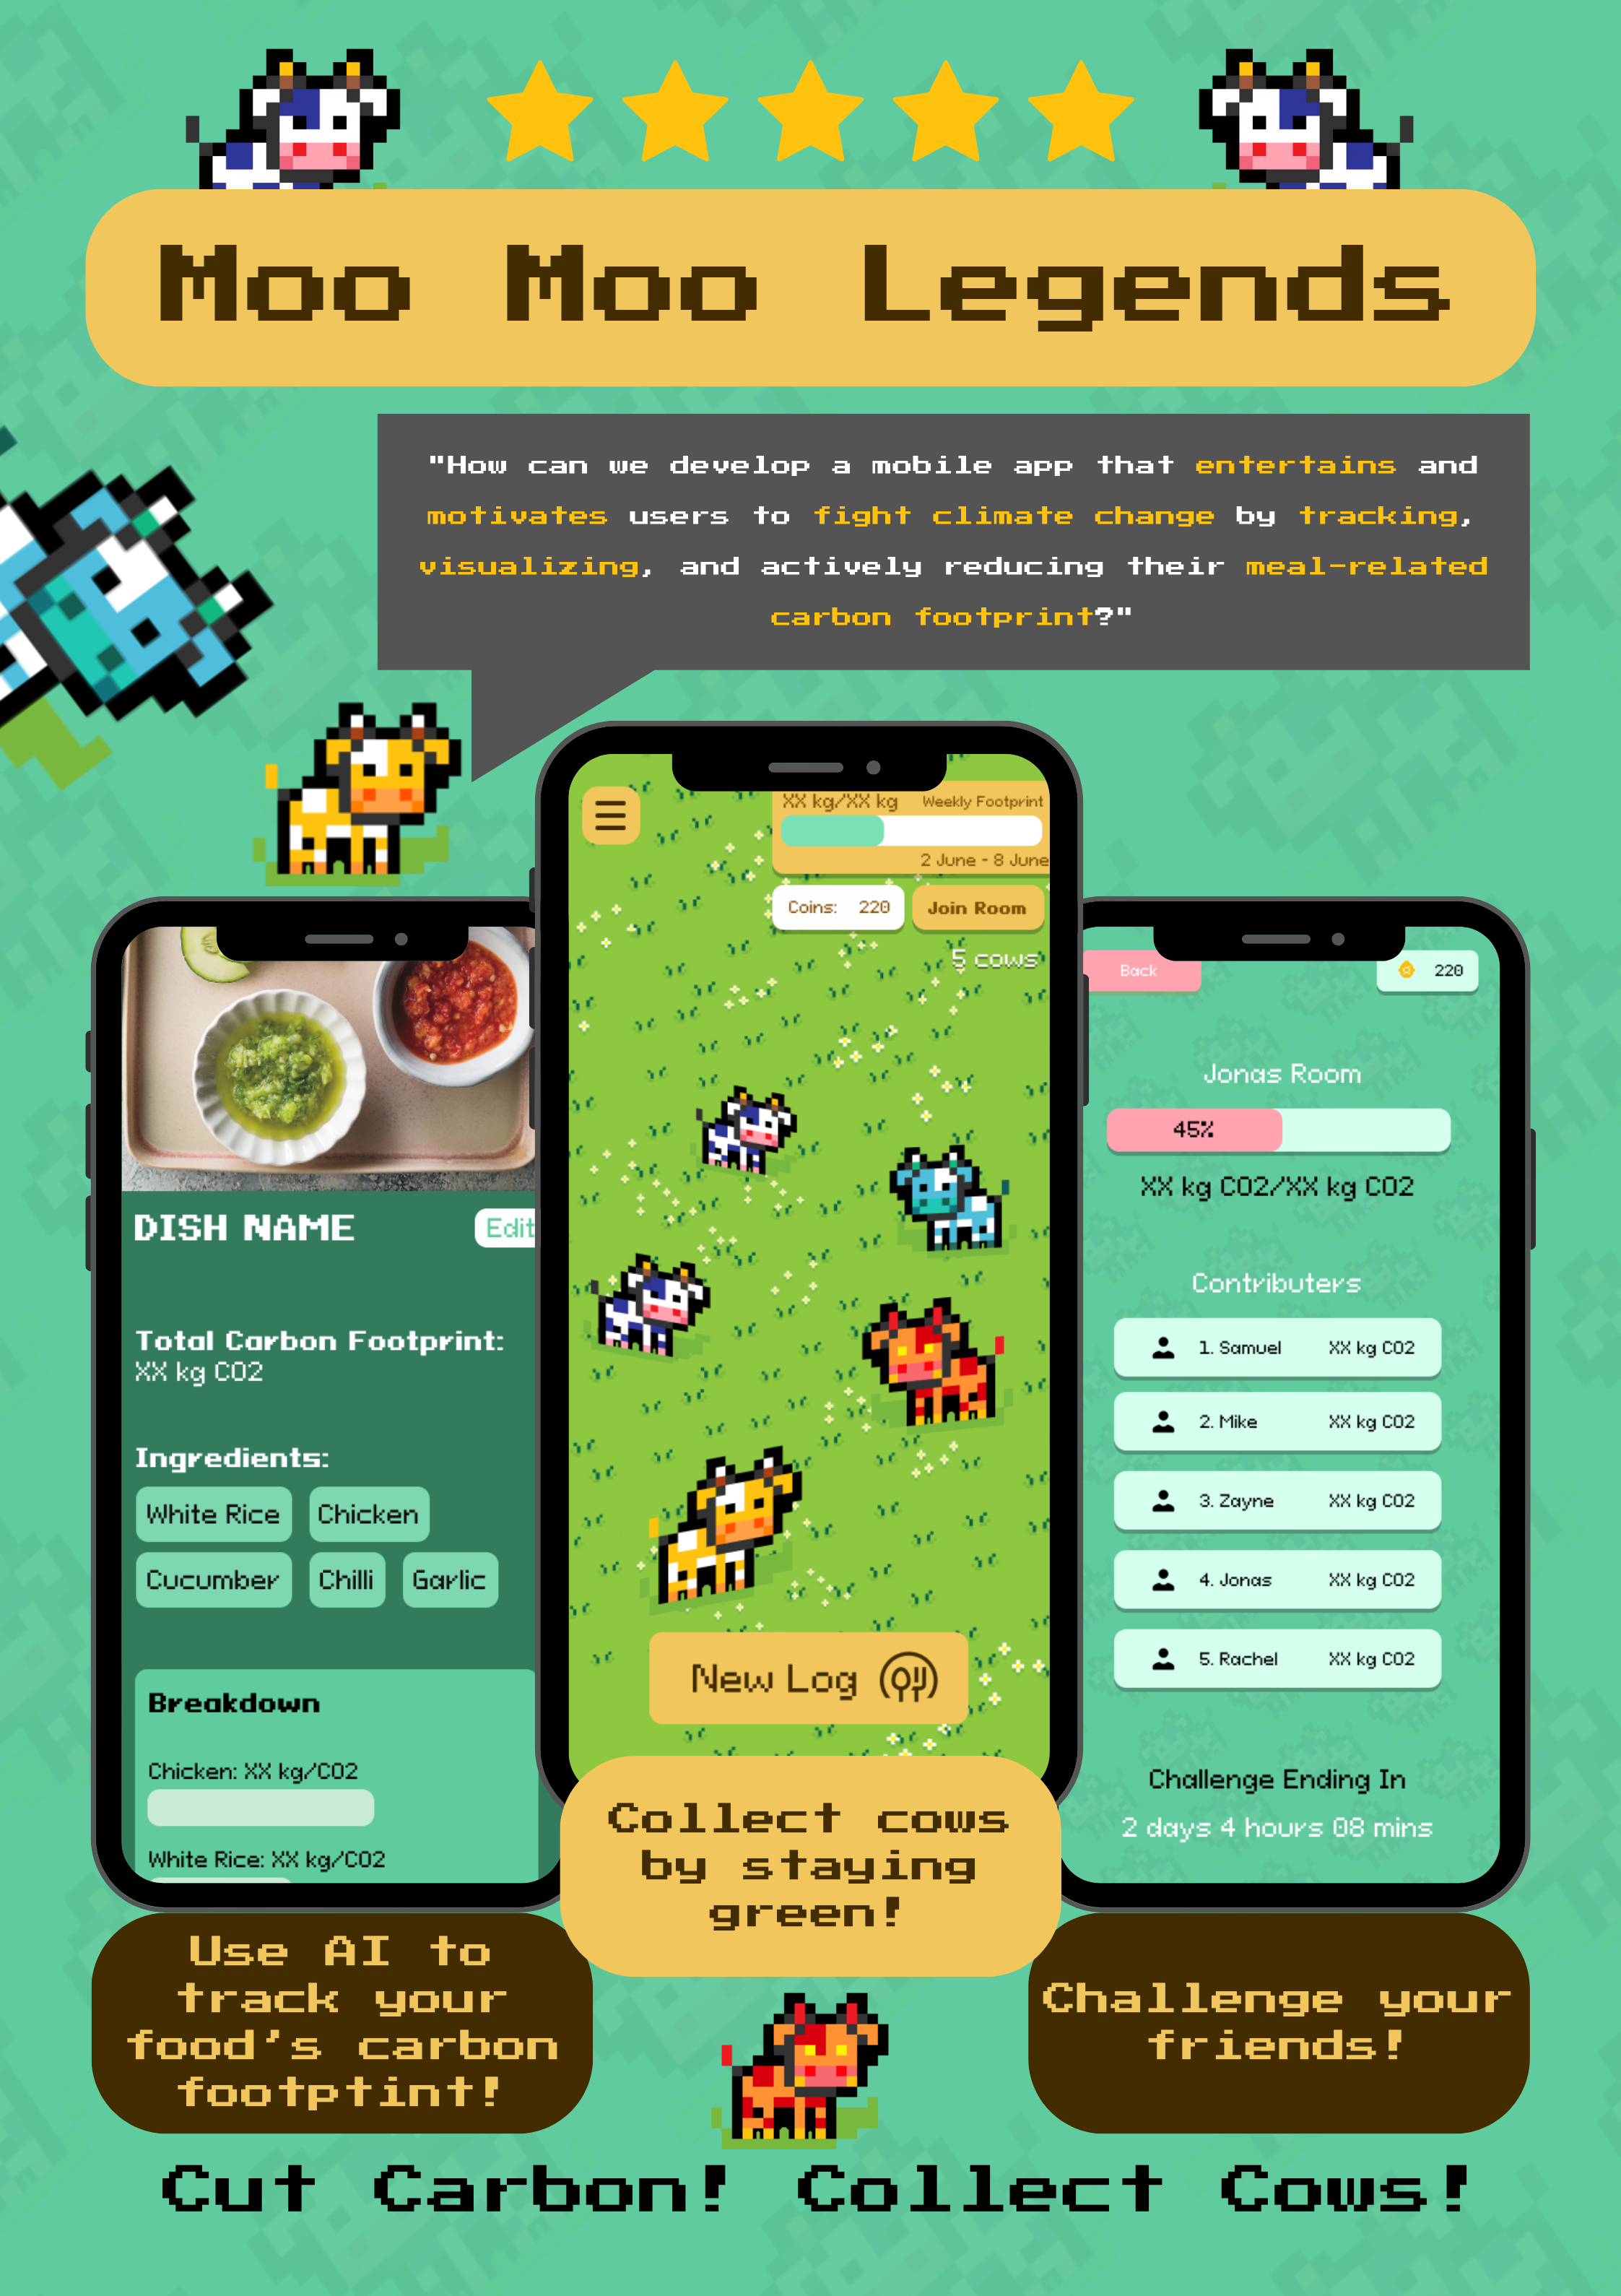 Moo Moo Legends
"How can we develop a mobile app that entertains and
motivates users to fight climate change by tracking,
visualizing, and actively reducing their meal-related
carbon footprint?"
XX kg/XX kg Weekly Footprint
2 June - 8 June
Coins: 220 Join Room
5 cows
New Log
DISH NAME Edit
Total Carbon Footprint:
XX kg CO2
Ingredients:
White Rice Chicken
Cucumber Chilli Garlic
Breakdown
Chicken: XX kg/CO2
White Rice: XX kg/CO2
Back 220
Jonas Room
45%
XX kg CO2/XX kg CO2
Contributers
1. Samuel XX kg CO2
2. Mike XX kg CO2
3. Zayne XX kg CO2
4. Jonas XX kg CO2
5. Rachel XX kg CO2
Challenge Ending In
2 days 4 hours 08 mins
Use AI to
track your
food's carbon
footptint!
Collect cows
by staying
green!
Challenge your
friends!
Cut Carbon! Collect Cows!